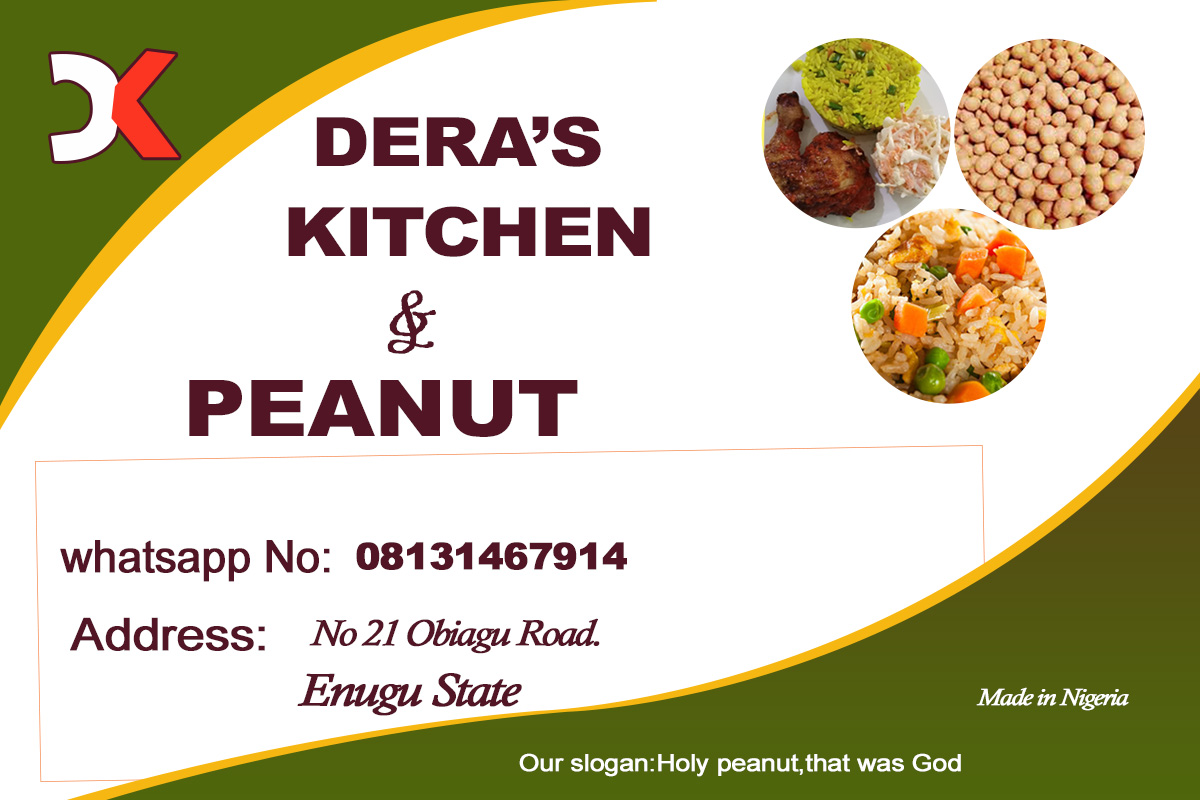 DK
DERA’S
KITCHEN
&
PEANUT
whatsapp No: 08131467914
Address: No 21 Obiagu Road.
Enugu State
Made in Nigeria
Our slogan:Holy peanut,that was God